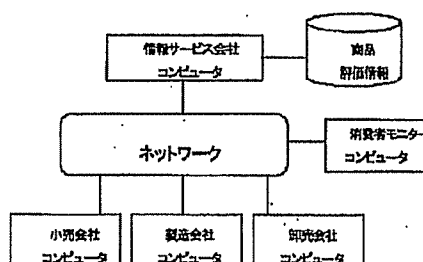 情報サービス会社
コンピュータ
商品
評価情報
ネットワーク
消費者モニター
コンピュータ
小売会社
コンピュータ
製造会社
コンピュータ
卸売会社
コンピュータ